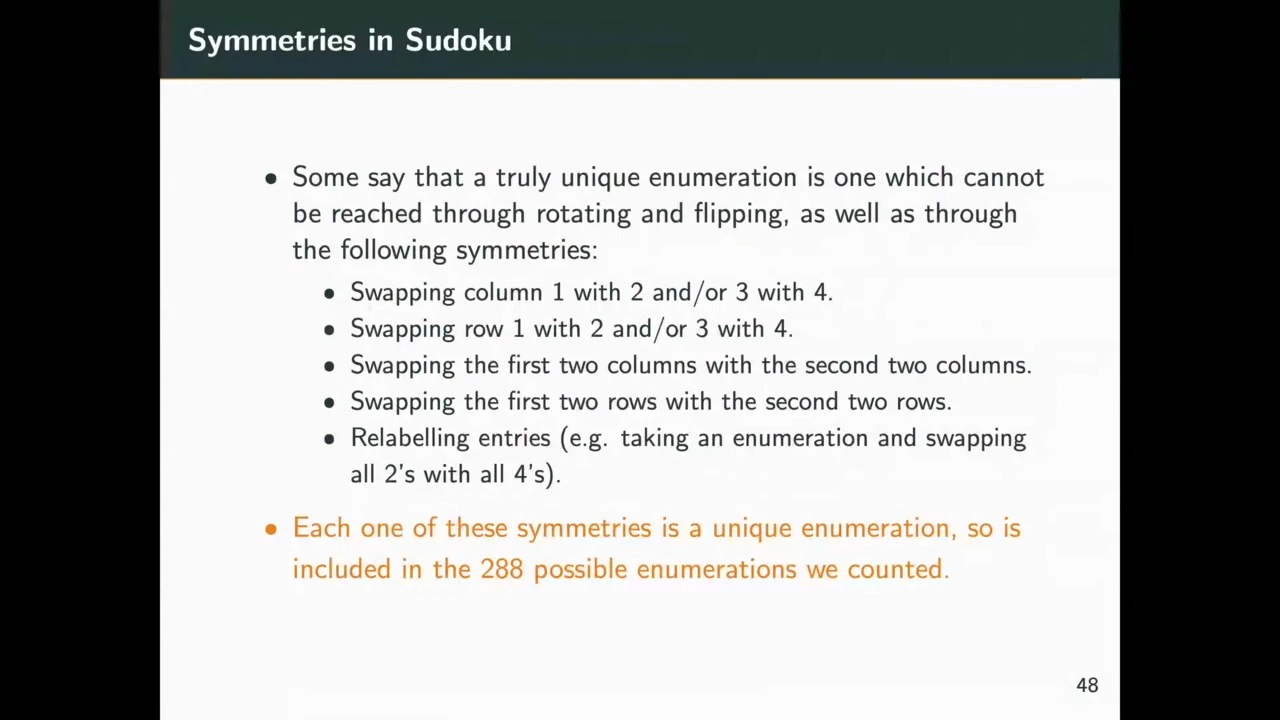 Symmetries in Sudoku
• Some say that a truly unique enumeration is one which cannot
be reached through rotating and flipping, as well as through
the following symmetries:
• Swapping column 1 with 2 and/or 3 with 4.
• Swapping row 1 with 2 and/or 3 with 4.
• Swapping the first two columns with the second two columns.
• Swapping the first two rows with the second two rows.
• Relabelling entries (e.g. taking an enumeration and swapping
all 2's with all 4's).
• Each one of these symmetries is a unique enumeration, so is
included in the 288 possible enumerations we counted.
48